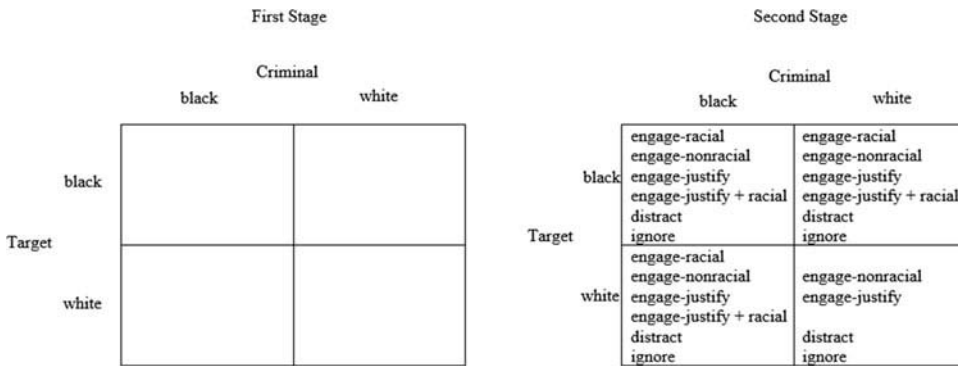 First Stage
Second Stage
Criminal
black white
black
Target
white
Criminal
black white
black
Target
white
engage-racial
engage-nonracial
engage-justify
engage-justify + racial
distract
ignore
engage-racial
engage-nonracial
engage-justify
engage-justify + racial
distract
ignore
engage-racial
engage-nonracial
engage-justify
engage-justify + racial
distract
ignore
engage-nonracial
engage-justify
distract
ignore